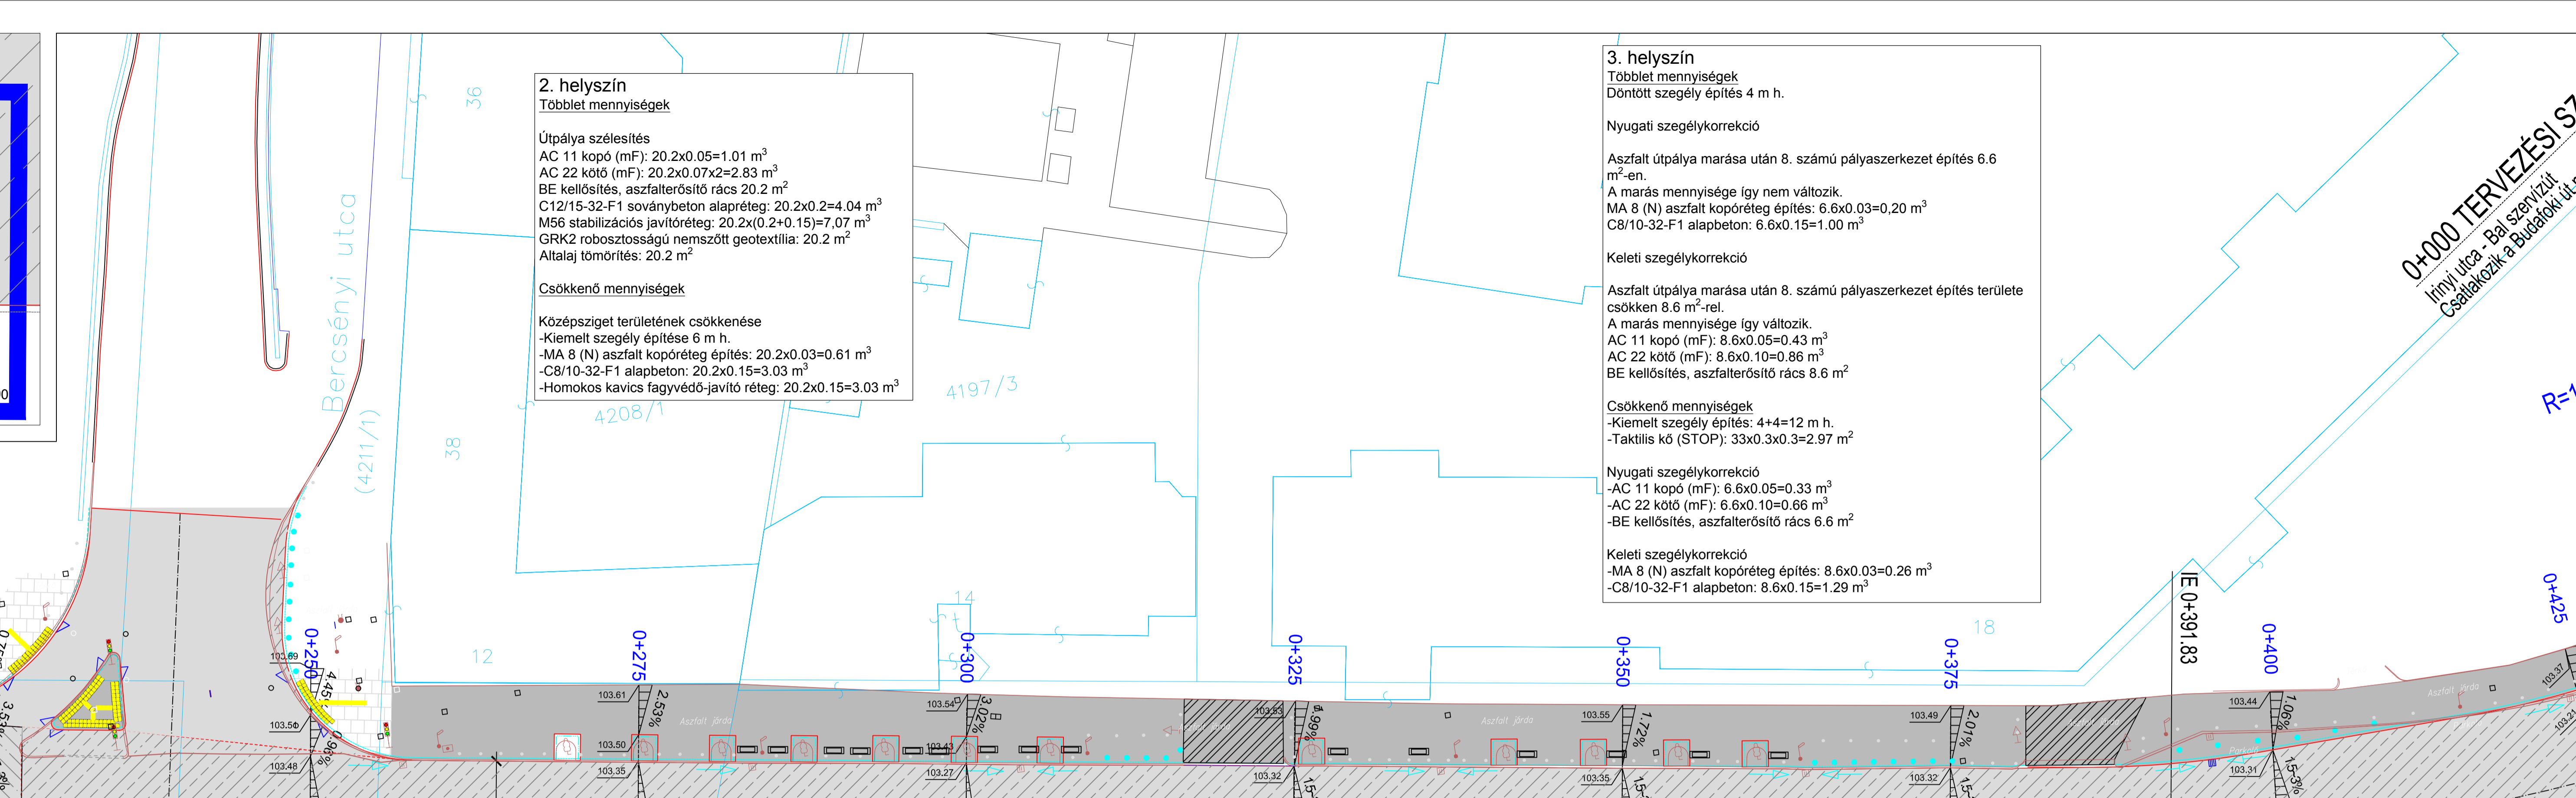 2. helyszín
Többlet mennyiségek
Útpálya szélesítés
AC 11 kopó (mF): 20.2x0.05=1.01 m³
AC 22 kötő (mF): 20.2x0.07x2=2.83 m³
BE kellősítés, aszfalterősítő rács 20.2 m²
C12/15-32-F1 soványbeton alapréteg: 20.2x0.2=4.04 m³
M56 stabilizációs javítóréteg: 20.2x(0.2+0.15)=7,07 m³
GRK2 robosztosságú nemszőtt geotextília: 20.2 m²
Altalaj tömörítés: 20.2 m²
Csökkenő mennyiségek
Középsziget területének csökkenése
-Kiemelt szegély építése 6 m h.
-MA 8 (N) aszfalt kopóréteg építés: 20.2x0.03=0.61 m³
-C8/10-32-F1 alapbeton: 20.2x0.15=3.03 m³
-Homokos kavics fagyvédő-javító réteg: 20.2x0.15=3.03 m³
3. helyszín
Többlet mennyiségek
Döntött szegély építés 4 m h.
Nyugati szegélykorrekció
Aszfalt útpálya marása után 8. számú pályaszerkezet építés 6.6
m²-en.
A marás mennyisége így nem változik.
MA 8 (N) aszfalt kopóréteg építés: 6.6x0.03=0,20 m³
C8/10-32-F1 alapbeton: 6.6x0.15=1.00 m³
Keleti szegélykorrekció
Aszfalt útpálya marása után 8. számú pályaszerkezet építés területe
csökken 8.6 m²-rel.
A marás mennyisége így változik.
AC 11 kopó (mF): 8.6x0.05=0.43 m³
AC 22 kötő (mF): 8.6x0.10=0.86 m³
BE kellősítés, aszfalterősítő rács 8.6 m²
Csökkenő mennyiségek
-Kiemelt szegély építés: 4+4=12 m h.
-Taktilis kő (STOP): 33x0.3x0.3=2.97 m²
Nyugati szegélykorrekció
-AC 11 kopó (mF): 6.6x0.05=0.33 m³
-AC 22 kötő (mF): 6.6x0.10=0.66 m³
-BE kellősítés, aszfalterősítő rács 6.6 m²
Keleti szegélykorrekció
-MA 8 (N) aszfalt kopóréteg építés: 8.6x0.03=0.26 m³
-C8/10-32-F1 alapbeton: 8.6x0.15=1.29 m³
0+000 TERVEZÉSI
Irinyi utca - Bal szervízút
Csatlakozik a Budafoki út
Bercsényi utca
(4211/1)
36
38
4208/1
4197/3
12
14
18
0+250
0+275
0+300
0+325
0+350
0+375
0+400
0+425
IE 0+391.83
103.69
103.48
103.61
2.53%
103.50
103.35
103.54
3.02%
103.43
103.27
103.53
1.99%
103.32
103.55
1.72%
103.35
103.49
2.01%
103.32
103.44
1.06%
103.31
1.5-3%
103.37
103.21
Aszfalt járda
Aszfalt járda
Aszfalt járda
Parkoló